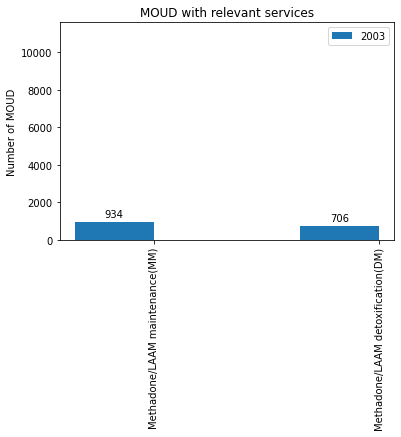 MOUD with relevant services
2003
Number of MOUD
10000
8000
6000
4000
2000
0
934
706
Methadone/LAAM maintenance(MM)
Methadone/LAAM detoxification(DM)